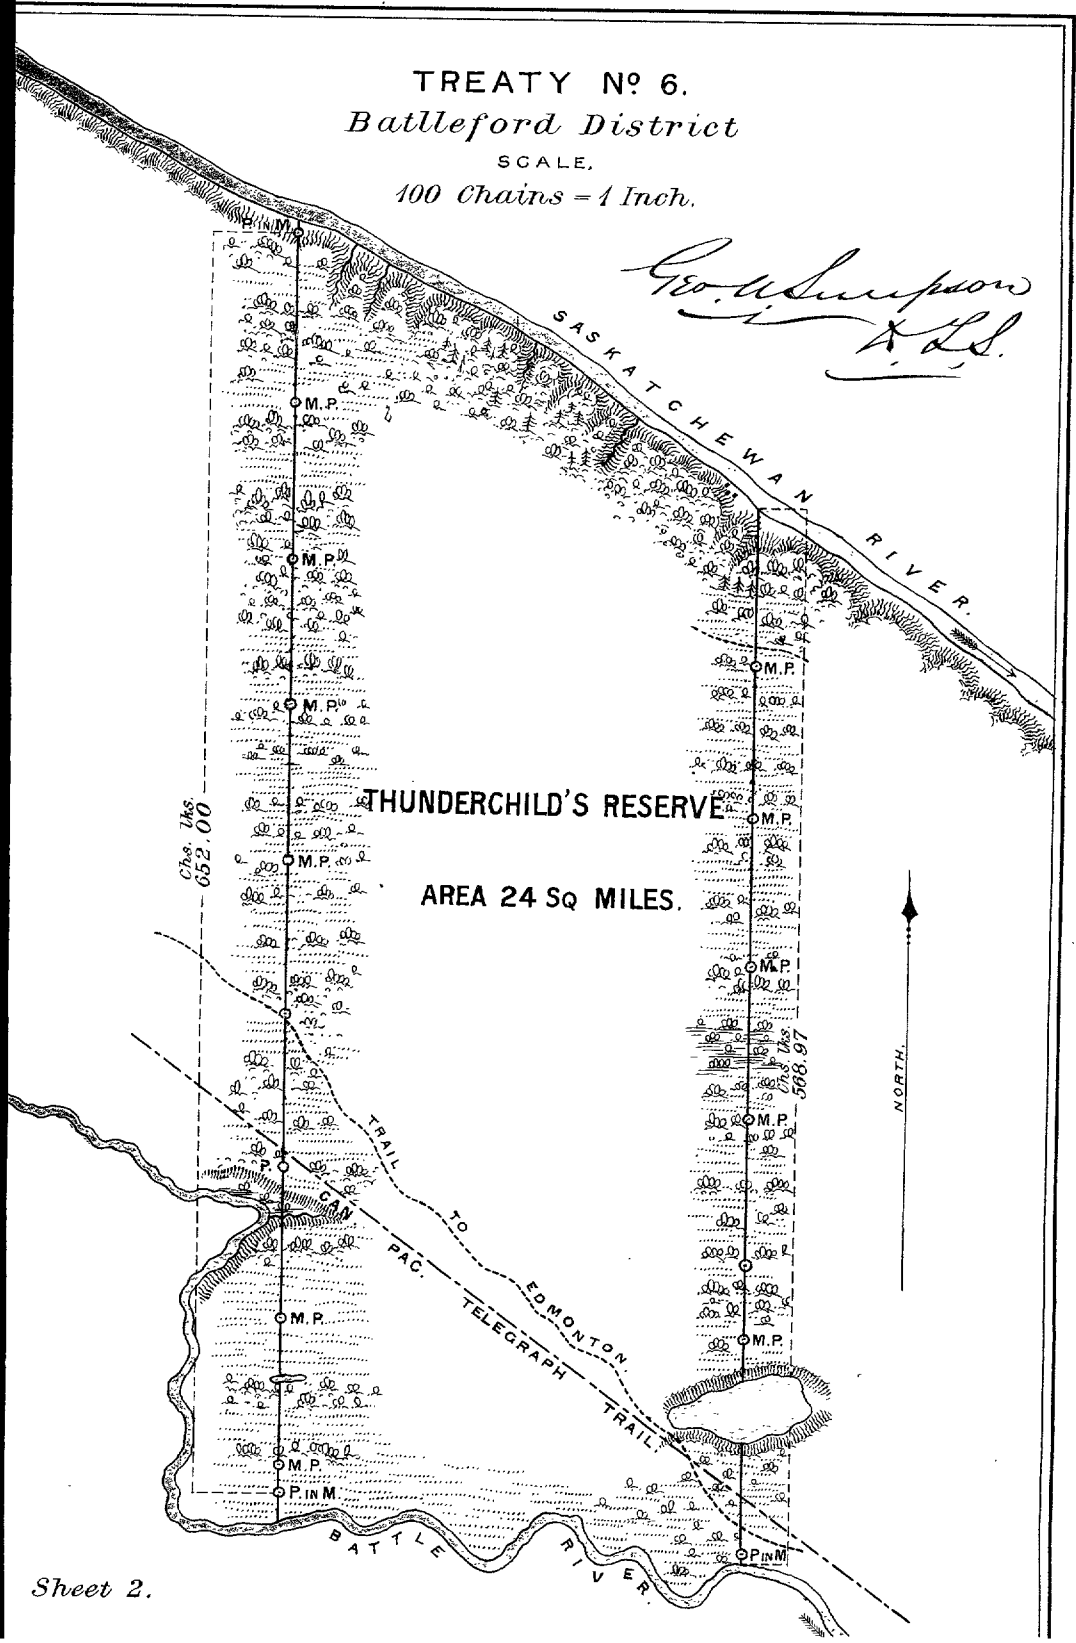 TREATY Nº 6.
Batlleford District
SCALE,
100 Chains = 1 Inch.
Geo. A Simpson
D. L.S.
SASKATCHEWAN RIVER.
P. IN M.
M.P.
M.P.
M.P.
M.P.
M.P.
M.P.
THUNDERCHILD'S RESERVE
M.P.
Chs. lks.
652.00
M.P.
AREA 24 SQ MILES.
M.P.
Chs lks.
568.97
NORTH.
M.P.
TRAIL TO EDMONTON.
P.
CAN PAC. TELEGRAPH TRAIL.
M.P.
M.P.
M.P.
P. IN M.
P IN M
BATTLE RIVER.
Sheet 2.